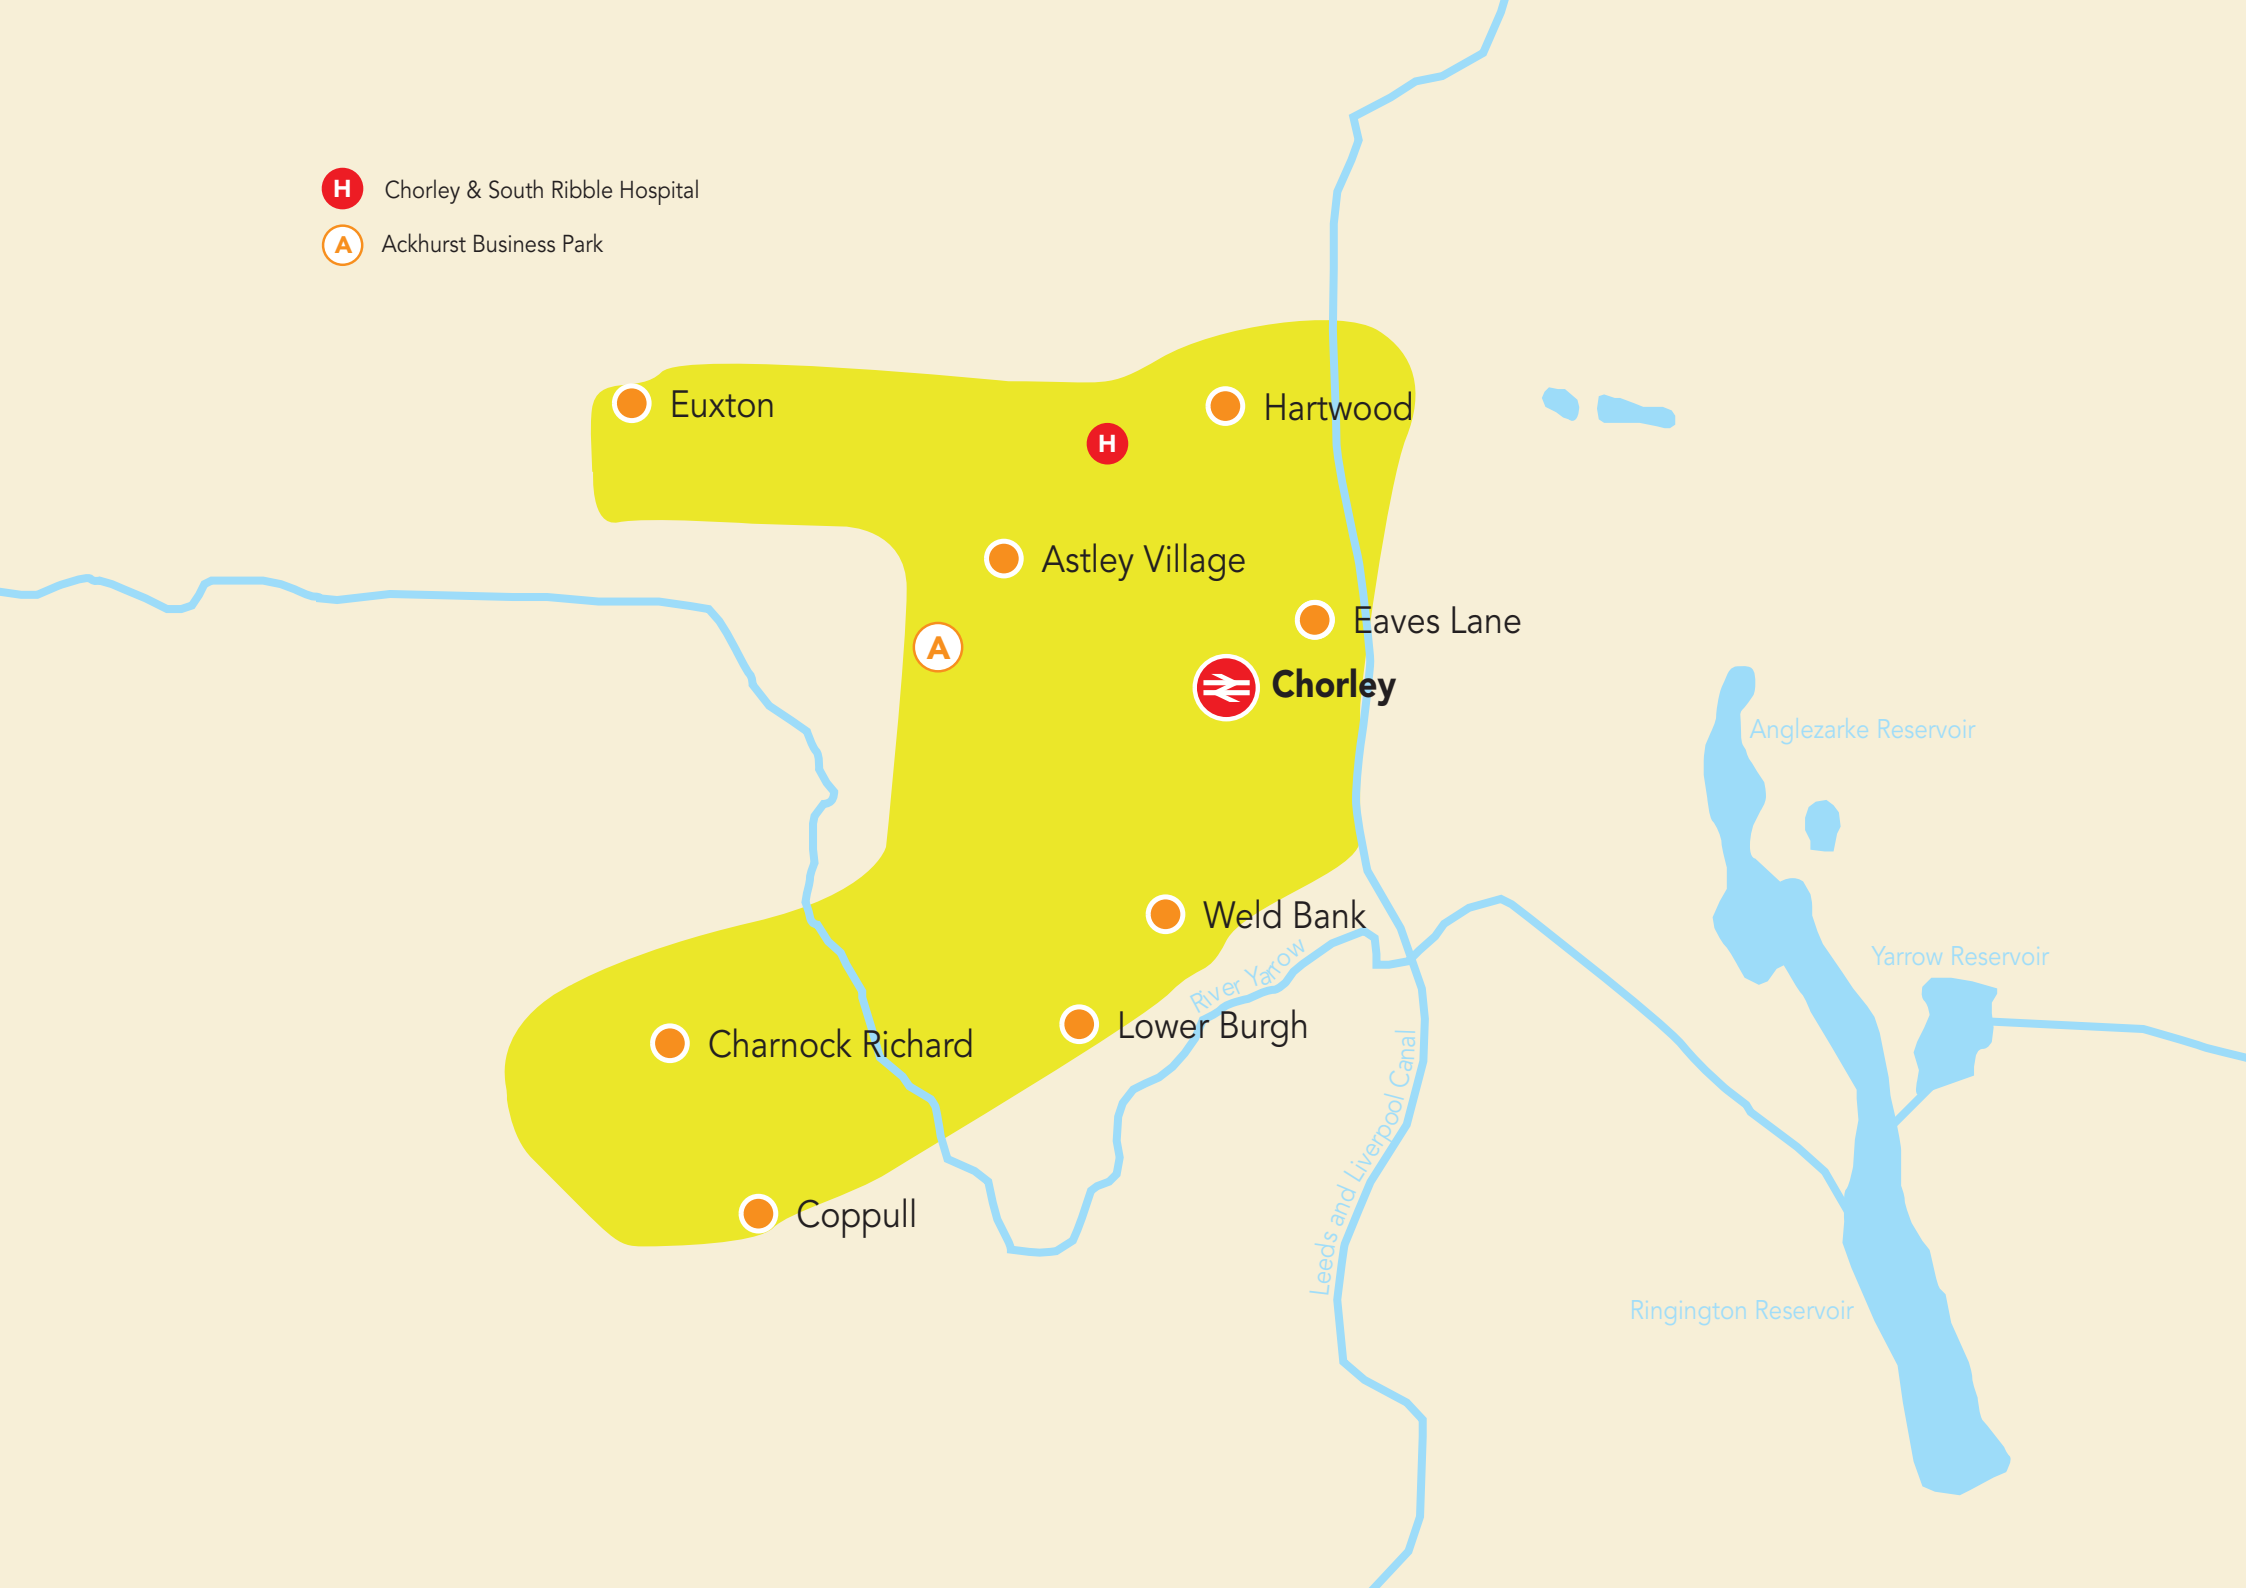 H Chorley & South Ribble Hospital
A Ackhurst Business Park
Euxton
Hartwood
H
Astley Village
Eaves Lane
A
Chorley
Anglezarke Reservoir
Weld Bank
River Yarrow
Yarrow Reservoir
Lower Burgh
Charnock Richard
Leeds and Liverpool Canal
Coppull
Ringington Reservoir